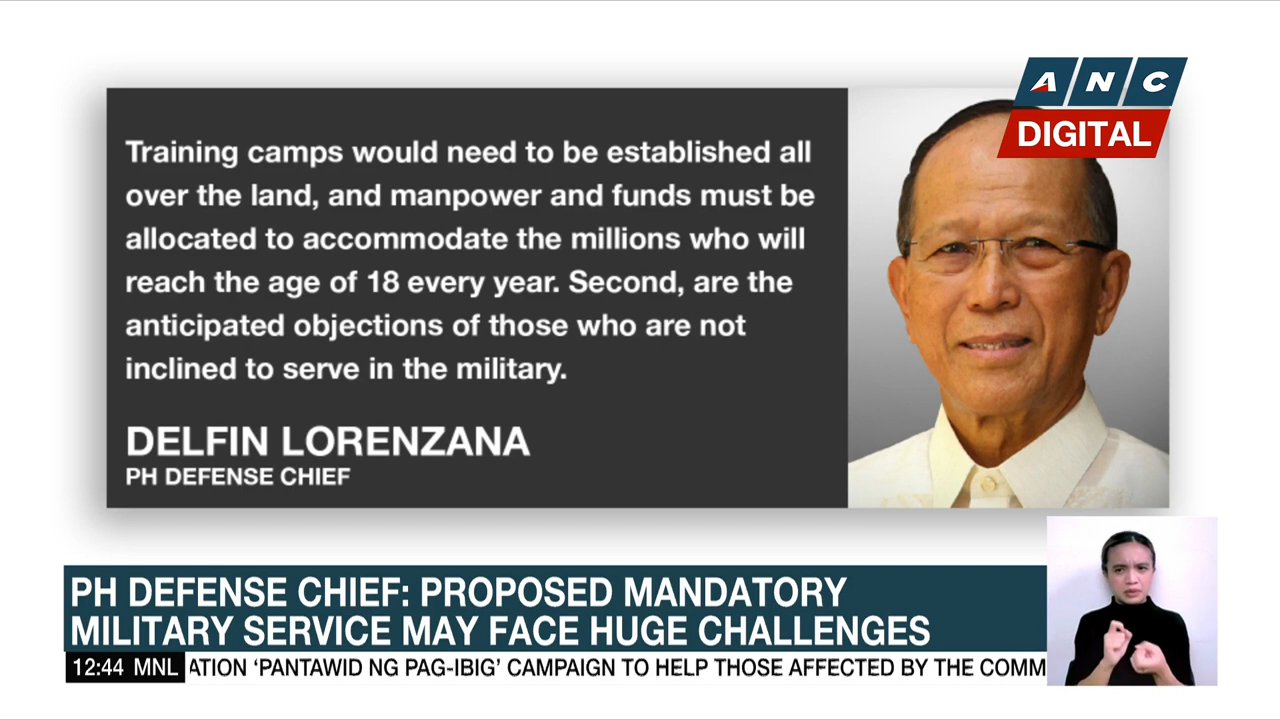 ANC
DIGITAL
Training camps would need to be established all
over the land, and manpower and funds must be
allocated to accommodate the millions who will
reach the age of 18 every year. Second, are the
anticipated objections of those who are not
inclined to serve in the military.
DELFIN LORENZANA
PH DEFENSE CHIEF
PH DEFENSE CHIEF: PROPOSED MANDATORY
MILITARY SERVICE MAY FACE HUGE CHALLENGES
12:44 MNL ATION ‘PANTAWID NG PAG-IBIG’ CAMPAIGN TO HELP THOSE AFFECTED BY THE COMM